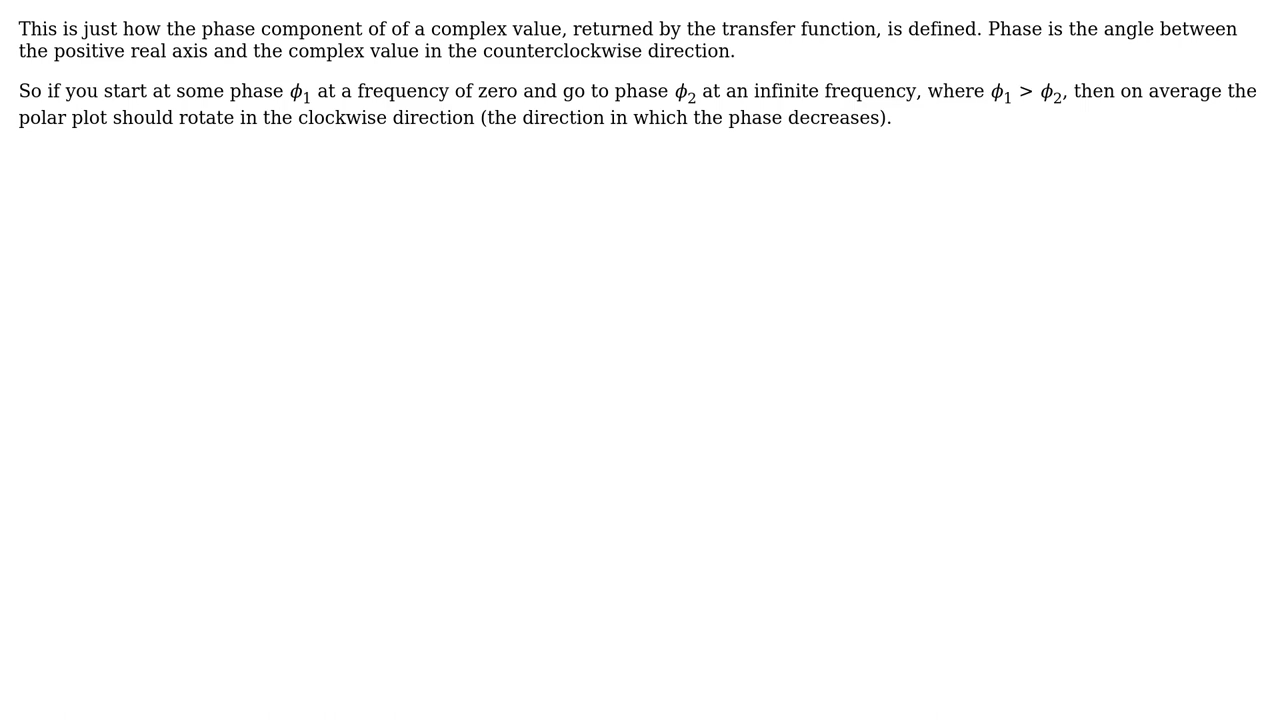 This is just how the phase component of of a complex value, returned by the transfer function, is defined. Phase is the angle between
the positive real axis and the complex value in the counterclockwise direction.
So if you start at some phase ϕ₁ at a frequency of zero and go to phase ϕ₂ at an infinite frequency, where ϕ₁ > ϕ₂, then on average the
polar plot should rotate in the clockwise direction (the direction in which the phase decreases).